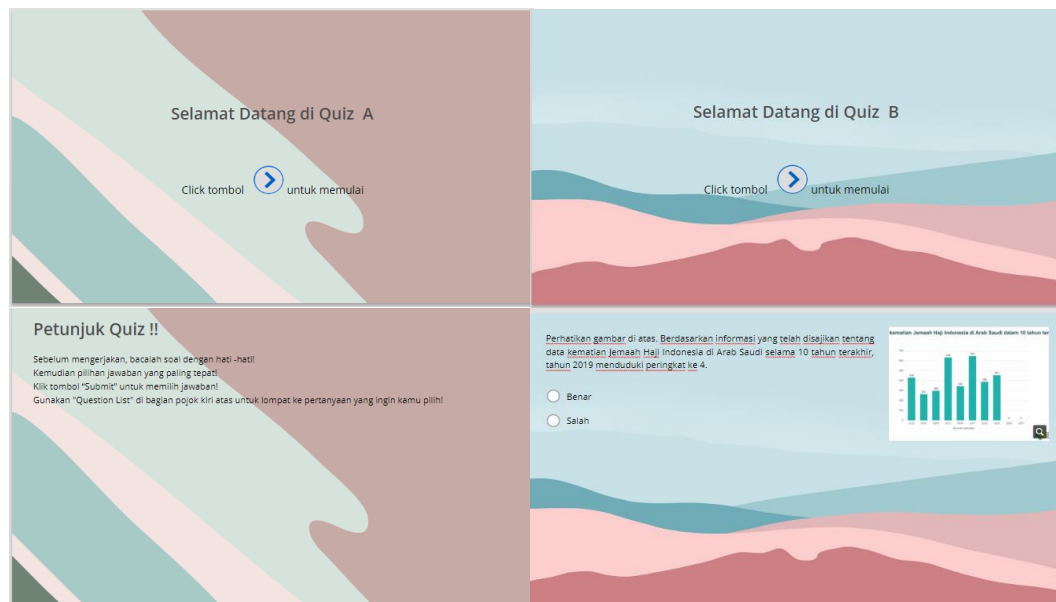 Selamat Datang di Quiz A
Click tombol untuk memulai
Selamat Datang di Quiz B
Click tombol untuk memulai
Petunjuk Quiz !!
Sebelum mengerjakan, bacalah soal dengan hati -hati!
Kemudian pilihan jawaban yang paling tepat!
Klik tombol "Submit" untuk memilih jawaban!
Gunakan "Question List" di bagian pojok kiri atas untuk lompat ke pertanyaan yang ingin kamu pilih!
Perhatikan gambar di atas. Berdasarkan informasi yang telah disajikan tentang
data kematian Jemaah Haji Indonesia di Arab Saudi selama 10 tahun terakhir,
tahun 2019 menduduki peringkat ke 4.
Benar
Salah
kematian Jemaah Haji Indonesia di Arab Saudi dalam 10 tahun ter